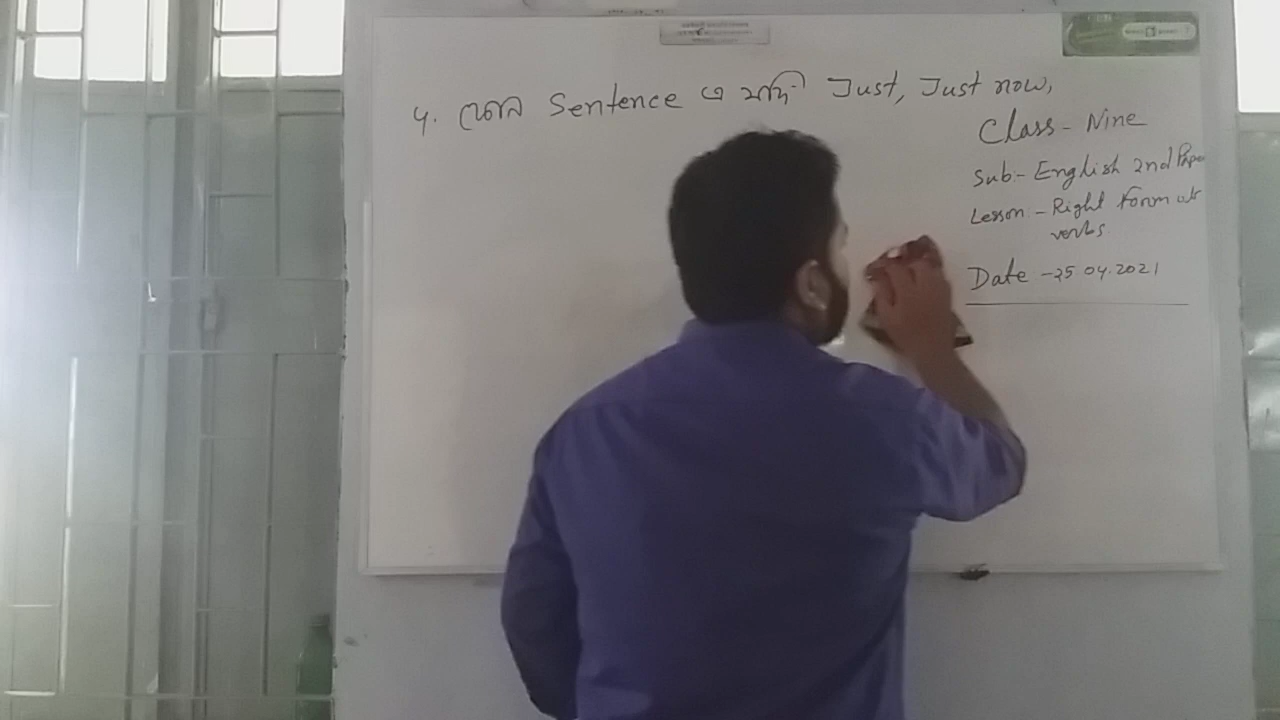 4. কোন Sentence এ যদি Just, Just now,
Class - Nine
Sub:- English 2nd Paper
Lesson:- Right form of
verbs
Date -25 04.2021